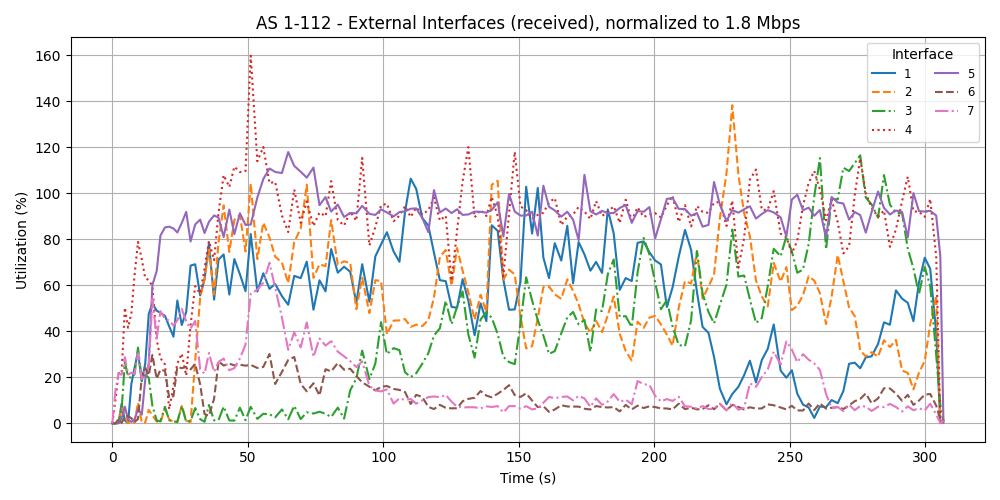 AS 1-112 - External Interfaces (received), normalized to 1.8 Mbps
Utilization (%)
160
140
120
100
80
60
40
20
0
0 50 100 150 200 250 300
Time (s)
Interface
1 5
2 6
3 7
4